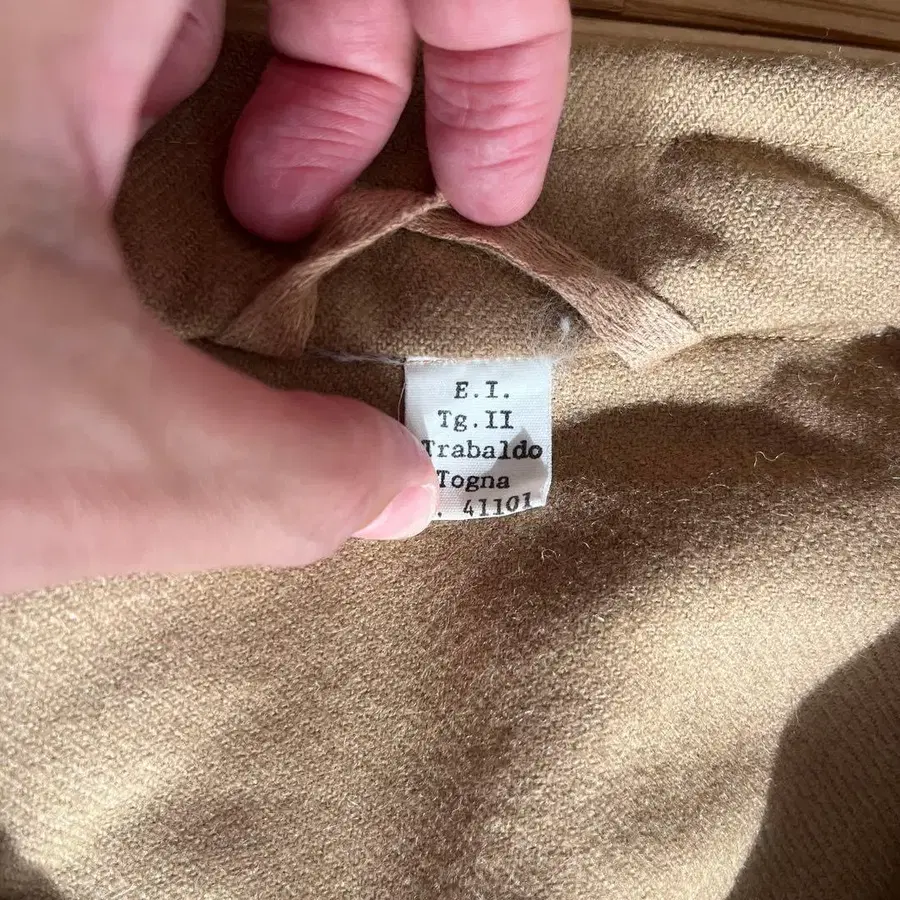 E.I.
Tg.II
Trabaldo
Togna
. 41101